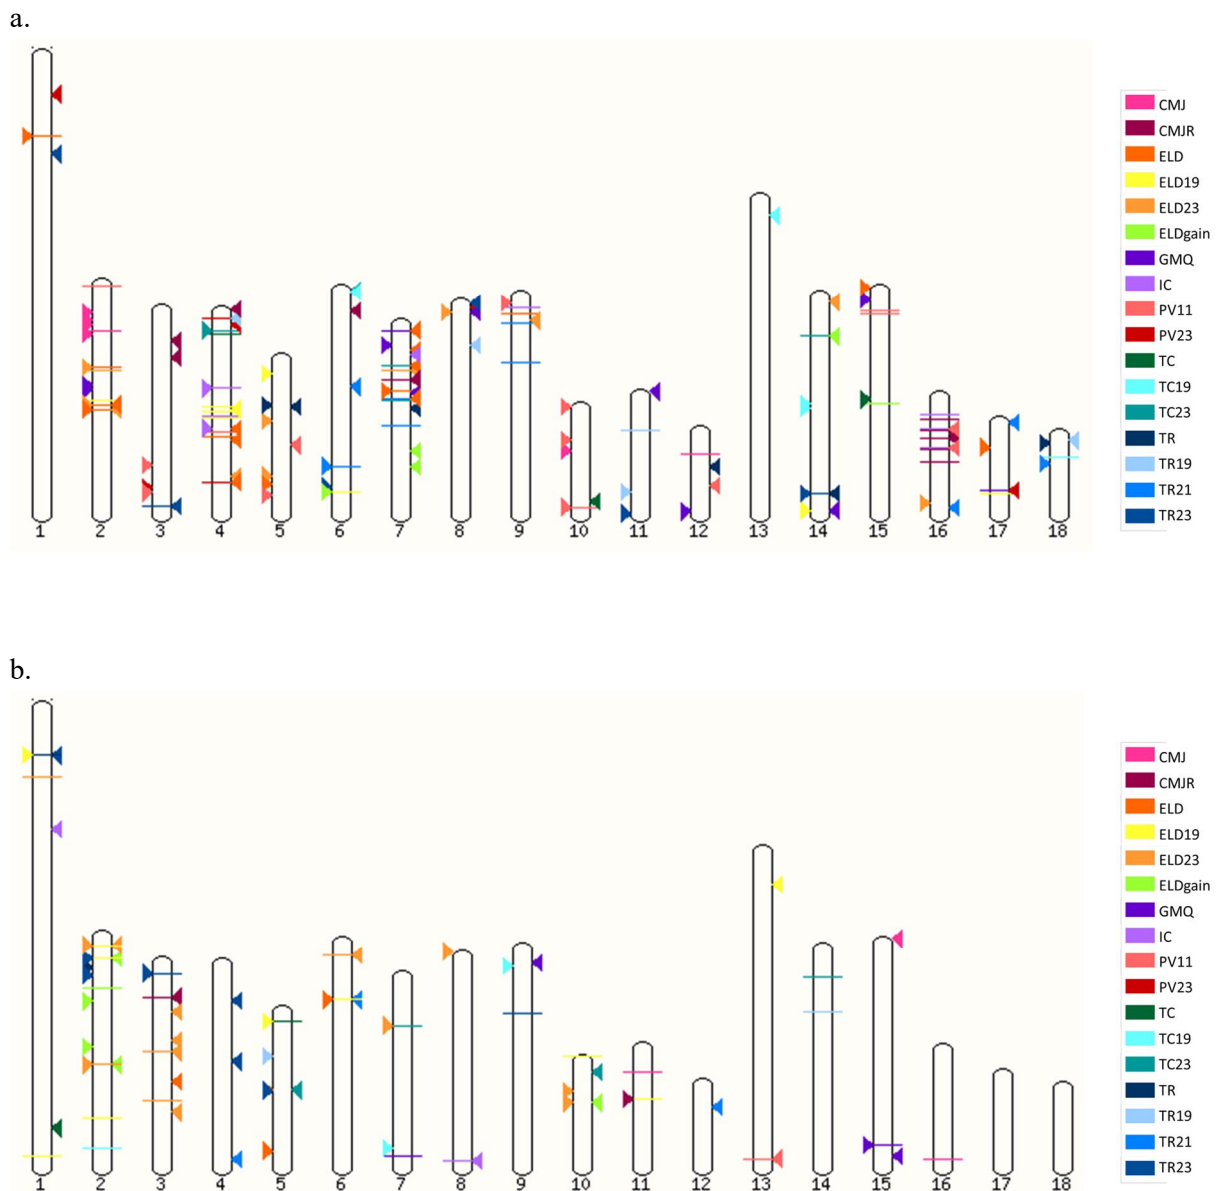 a.
CMJ
CMJR
ELD
ELD19
ELD23
ELDgain
GMQ
IC
PV11
PV23
TC
TC19
TC23
TR
TR19
TR21
TR23
1 2 3 4 5 6 7 8 9 10 11 12 13 14 15 16 17 18
b.
CMJ
CMJR
ELD
ELD19
ELD23
ELDgain
GMQ
IC
PV11
PV23
TC
TC19
TC23
TR
TR19
TR21
TR23
1 2 3 4 5 6 7 8 9 10 11 12 13 14 15 16 17 18